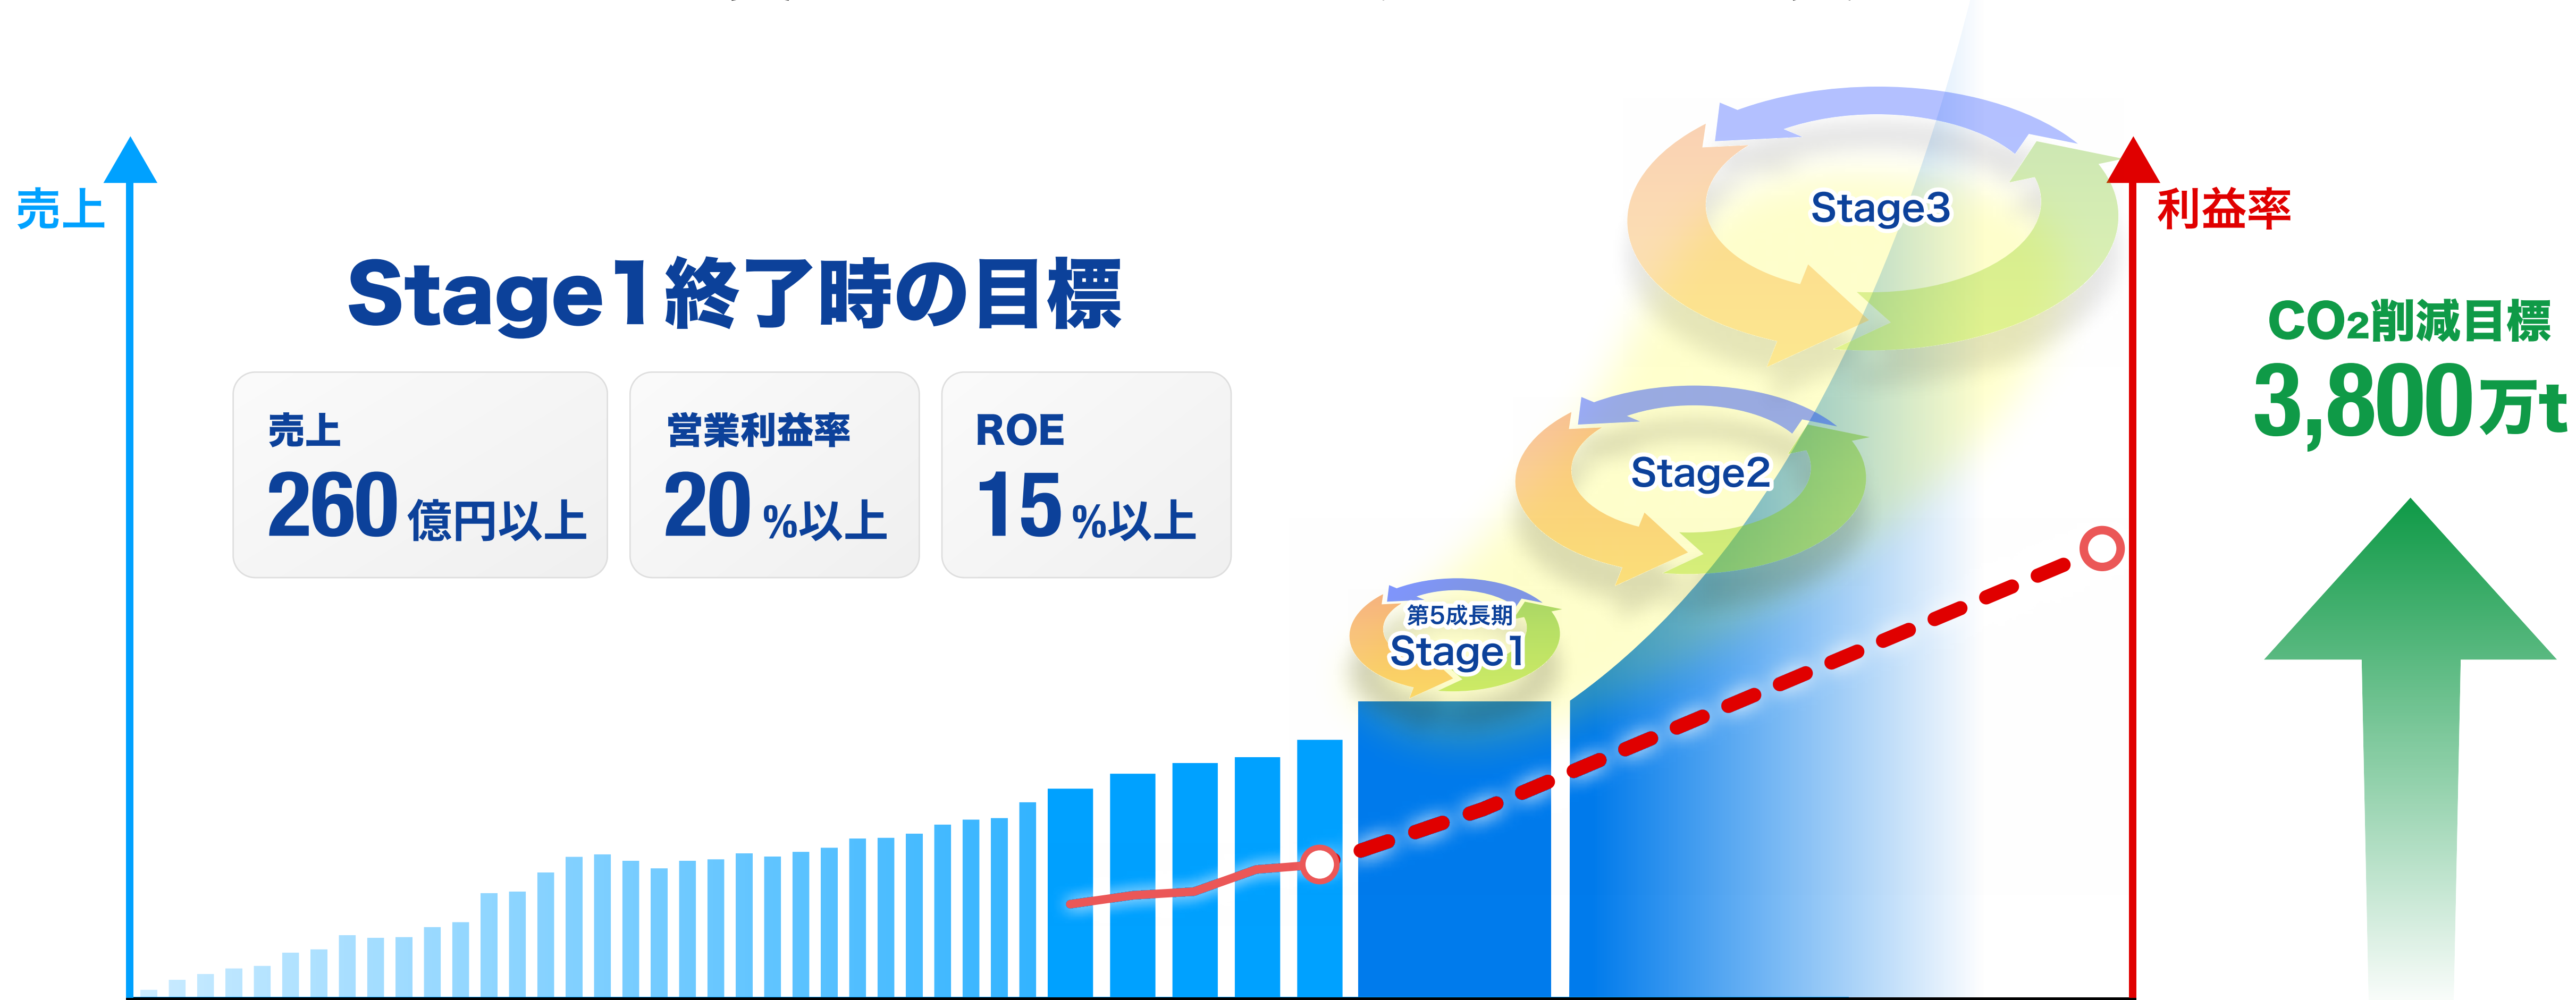 売上
利益率
Stage1終了時の目標
売上
260億円以上
営業利益率
20%以上
ROE
15%以上
Stage3
Stage2
第5成長期
Stage1
CO2削減目標
3,800万t